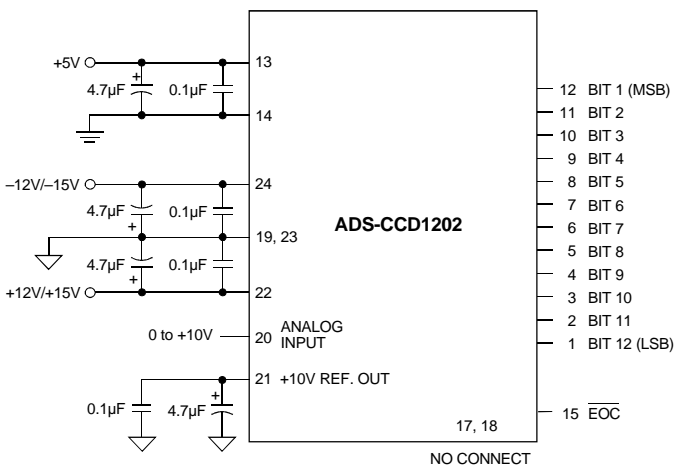 +5V
+
4.7µF
0.1µF
13
14
–12V/–15V
24
4.7µF
0.1µF
+
19, 23
4.7µF
0.1µF
+
+12V/+15V
22
0 to +10V
20 ANALOG
INPUT
21 +10V REF. OUT
0.1µF
+
4.7µF
ADS-CCD1202
17, 18
NO CONNECT
12 BIT 1 (MSB)
11 BIT 2
10 BIT 3
9 BIT 4
8 BIT 5
7 BIT 6
6 BIT 7
5 BIT 8
4 BIT 9
3 BIT 10
2 BIT 11
1 BIT 12 (LSB)
15 E̅O̅C̅